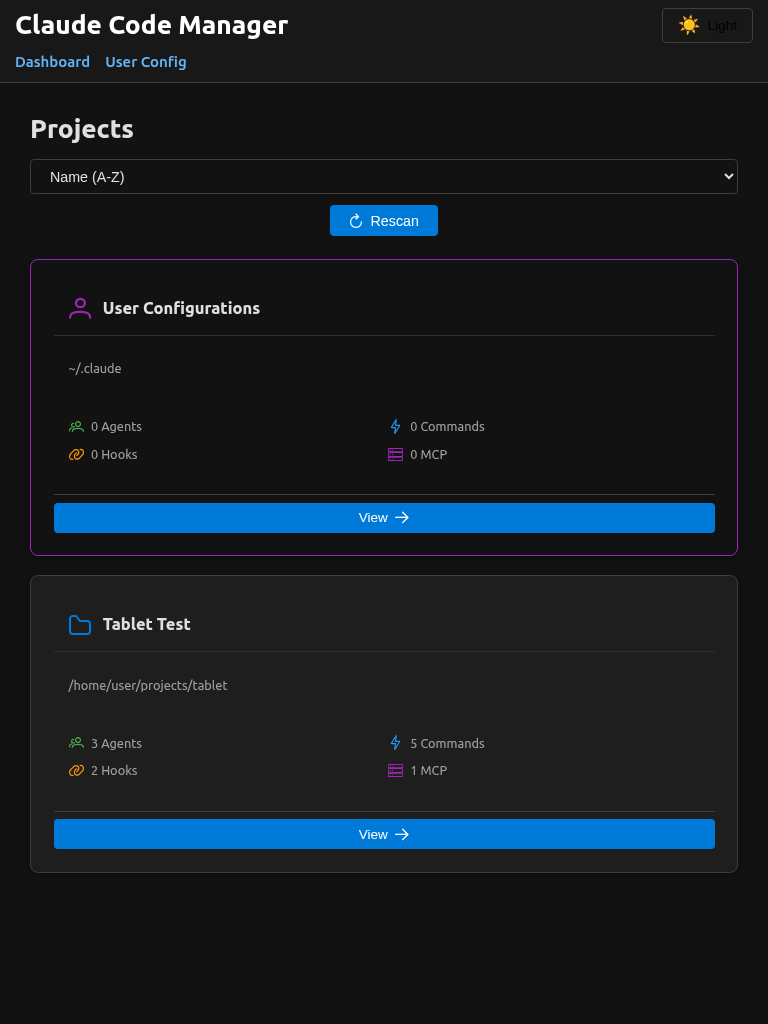 Claude Code Manager
Light
Dashboard User Config
Projects
Name (A-Z)
Rescan
User Configurations
~/.claude
0 Agents
0 Commands
0 Hooks
0 MCP
View
Tablet Test
/home/user/projects/tablet
3 Agents
5 Commands
2 Hooks
1 MCP
View